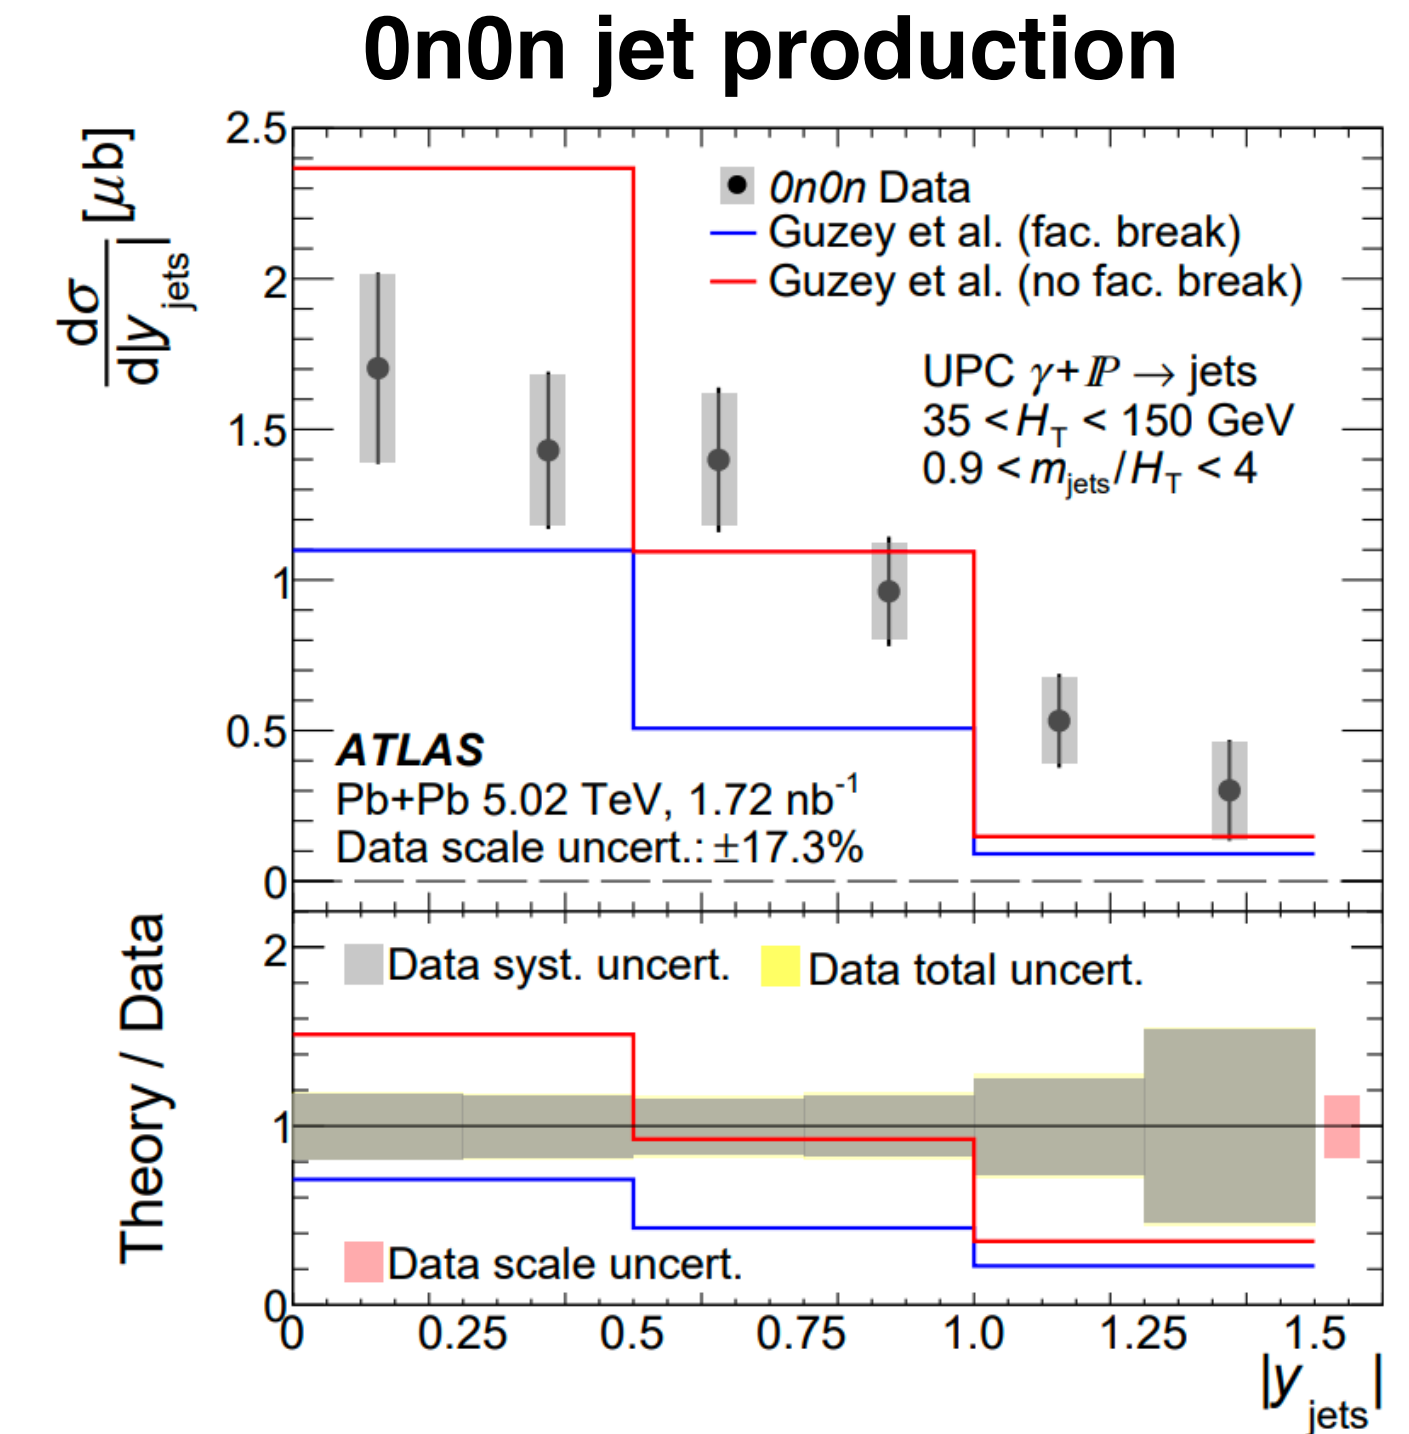 0n0n jet production
dσ
d|y jets| [μb]
2.5
2
1.5
1
0.5
0
0n0n Data
Guzey et al. (fac. break)
Guzey et al. (no fac. break)
UPC γ+ℙ → jets
35 < H_T < 150 GeV
0.9 < m_jets/H_T < 4
ATLAS
Pb+Pb 5.02 TeV, 1.72 nb⁻¹
Data scale uncert.: ±17.3%
Theory / Data
2
1
0
Data syst. uncert. Data total uncert.
Data scale uncert.
0 0.25 0.5 0.75 1.0 1.25 1.5
|y jets|